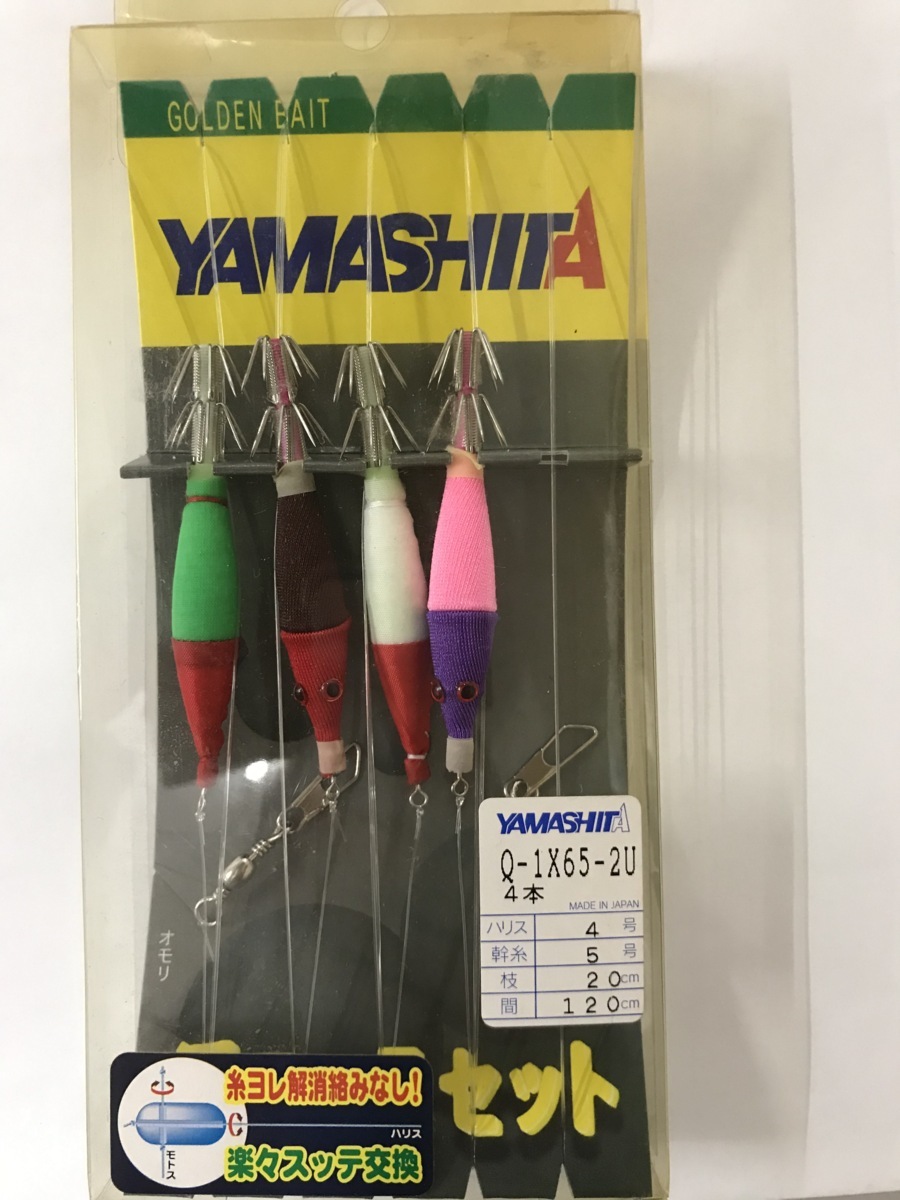 GOLDEN BAIT
YAMASHITA
YAMASHITA
Q-1X65-2U
4本
MADE IN JAPAN
ハリス 4 号
幹糸 5 号
枝 20cm
間 120cm
オモリ
セット
糸ヨレ解消絡みなし!
ハリス
モトス
楽々スッテ交換